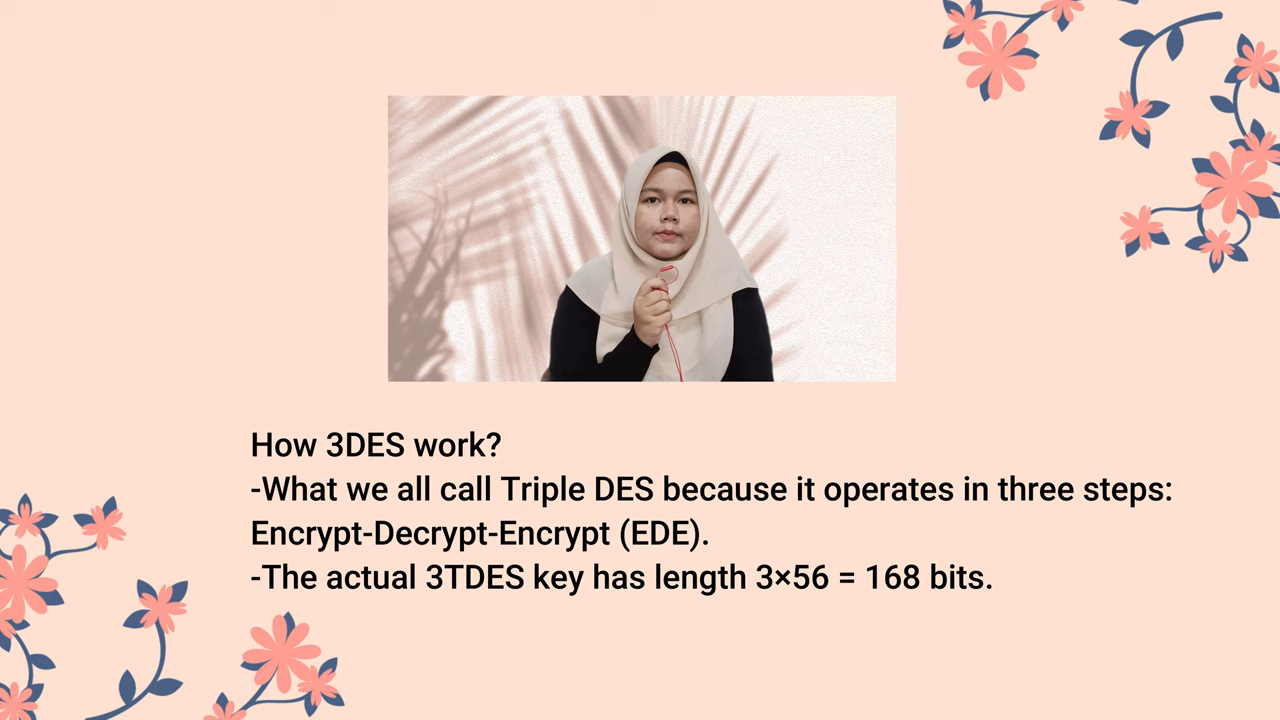 How 3DES work?
-What we all call Triple DES because it operates in three steps:
Encrypt-Decrypt-Encrypt (EDE).
-The actual 3TDES key has length 3×56 = 168 bits.